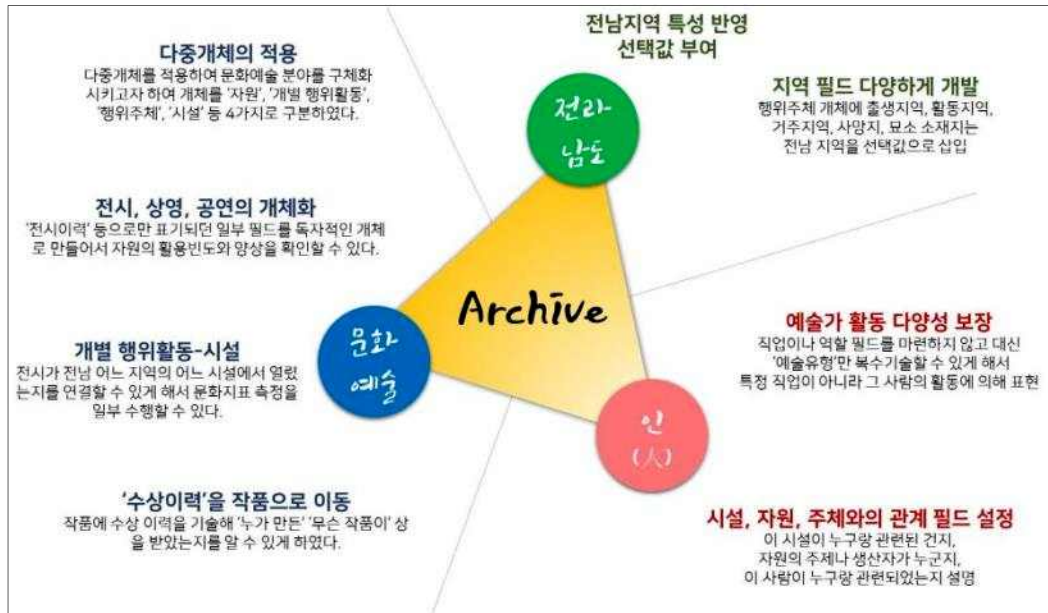 다중개체의 적용
다중개체를 적용하여 문화예술 분야를 구체화
시키고자 하여 개체를 '자원', '개별 행위활동',
'행위주체', '시설' 등 4가지로 구분하였다.
전시, 상영, 공연의 개체화
'전시이력' 등으로만 표기되던 일부 필드를 독자적인 개체
로 만들어서 자원의 활용빈도와 양상을 확인할 수 있다.
개별 행위활동-시설
전시가 전남 어느 지역의 어느 시설에서 열렸
는지를 연결할 수 있게 해서 문화지표 측정을
일부 수행할 수 있다.
'수상이력'을 작품으로 이동
작품에 수상 이력을 기술해 '누가 만든' '무슨 작품이' 상
을 받았는지를 알 수 있게 하였다.
전남지역 특성 반영
선택값 부여
전라
남도
Archive
문화
예술
인
(人)
지역 필드 다양하게 개발
행위주체 개체에 출생지역, 활동지역,
거주지역, 사망지, 묘소 소재지는
전남 지역을 선택값으로 삽입
예술가 활동 다양성 보장
직업이나 역할 필드를 마련하지 않고 대신
'예술유형'만 복수기술할 수 있게 해서
특정 직업이 아니라 그 사람의 활동에 의해 표현
시설, 자원, 주체와의 관계 필드 설정
이 시설이 누구랑 관련된 건지,
자원의 주제나 생산자가 누군지,
이 사람이 누구랑 관련되었는지 설명